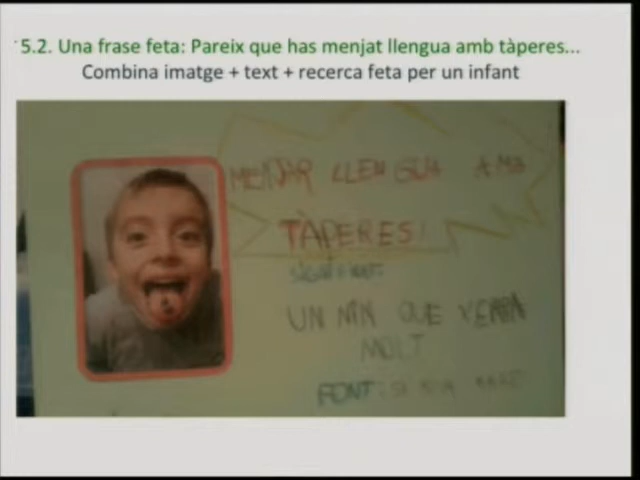 5.2. Una frase feta: Pareix que has menjat llengua amb tàperes...
Combina imatge + text + recerca feta per un infant
MENJAR LLENGUA AMB
TÀPERES!
UN NIN QUE XERRA
MOLT
FONT: